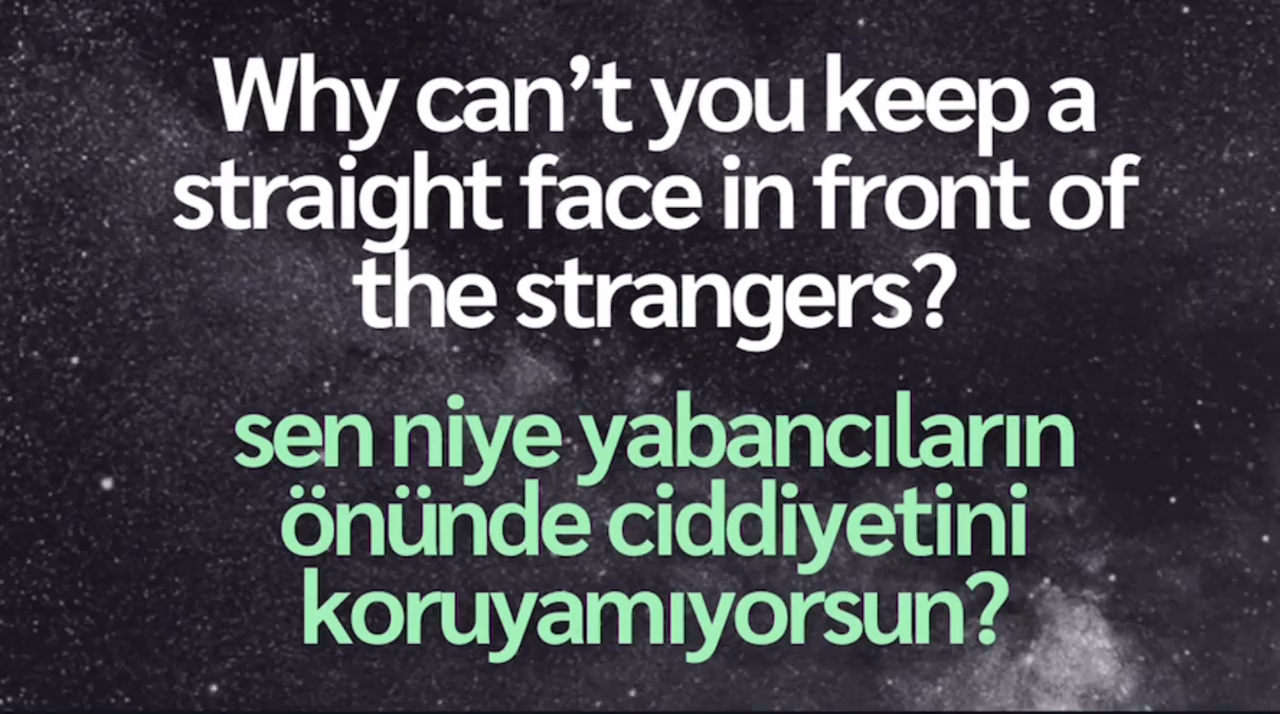 Why can’t you keep a
straight face in front of
the strangers?
sen niye yabancıların
önünde ciddiyetini
koruyamıyorsun?